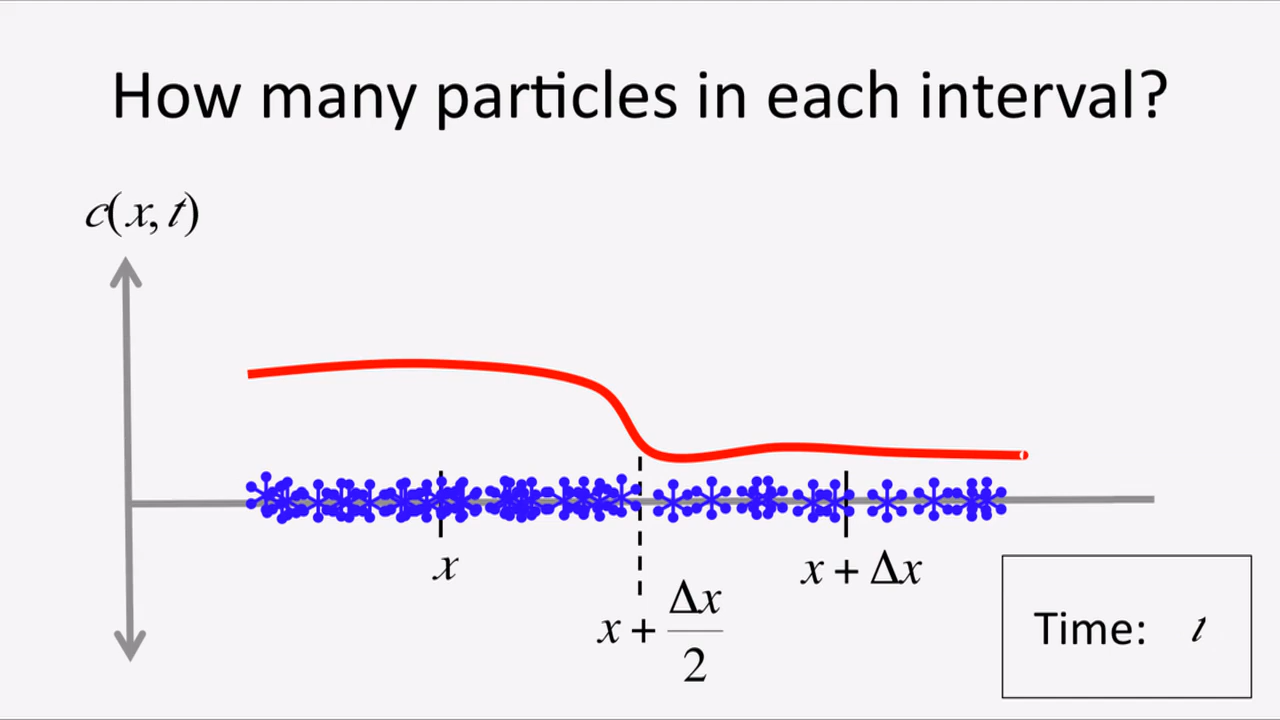 How many particles in each interval?
c(x, t)
x
x + Δx
x + Δx/2
Time: t